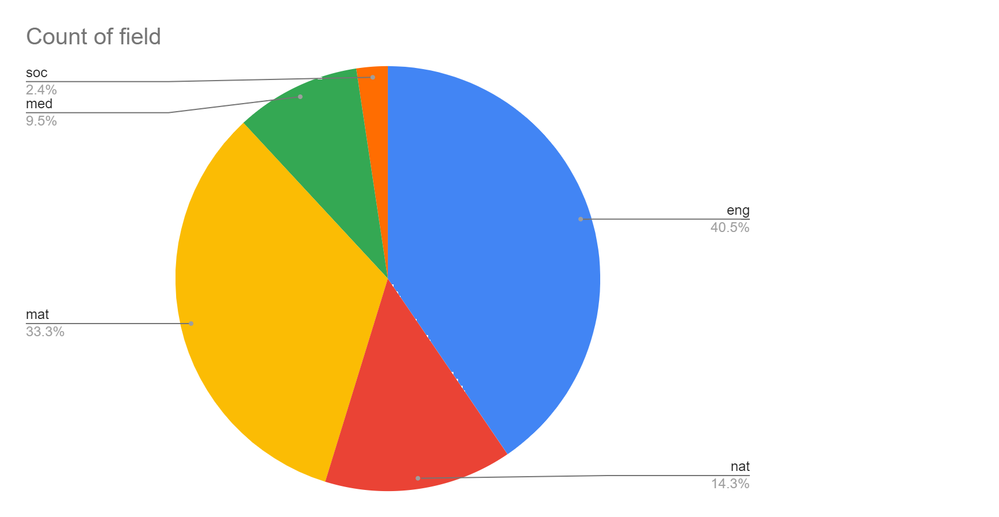 Count of field
soc
2.4%
med
9.5%
eng
40.5%
mat
33.3%
nat
14.3%